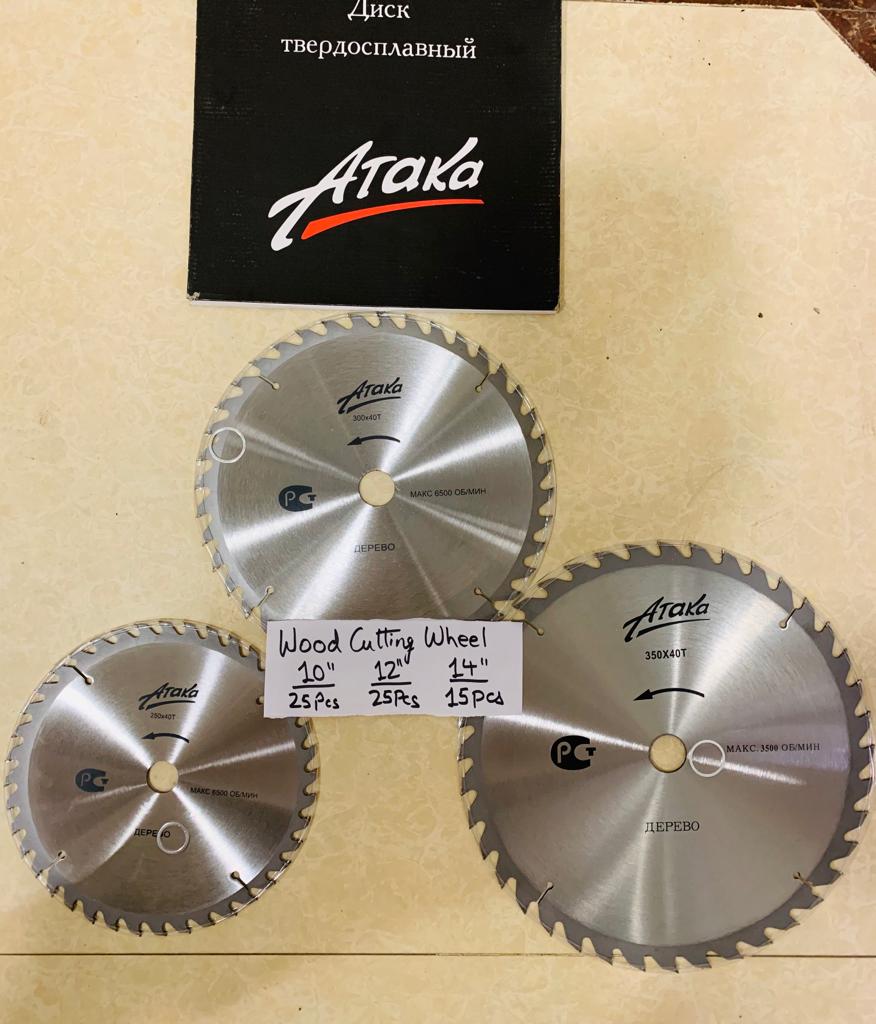 Диск
твердосплавный
Атака
Атака
300x40T
РСТ
МАКС 6500 ОБ/МИН
ДЕРЕВО
Wood Cutting Wheel
10" 12" 14"
25Pcs 25Pcs 15pcs
Атака
250x40T
РСТ
МАКС 6500 ОБ/МИН
ДЕРЕВО
Атака
350X40T
РСТ
МАКС. 3500 ОБ/МИН
ДЕРЕВО